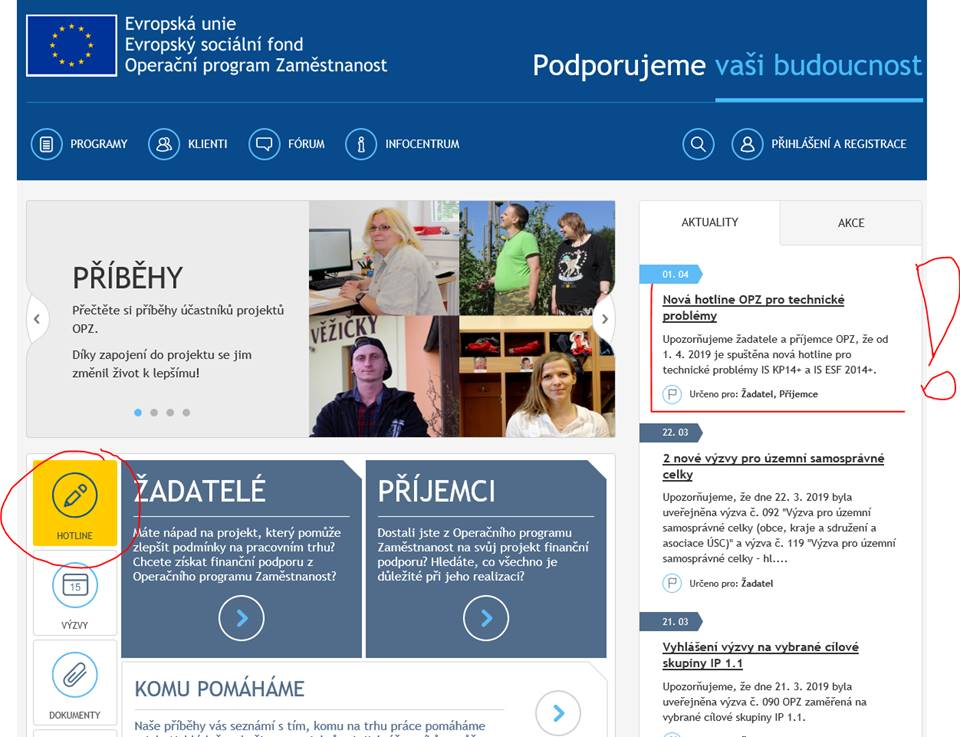 Evropská unie
Evropský sociální fond
Operační program Zaměstnanost
Podporujeme vaši budoucnost
PROGRAMY
KLIENTI
FÓRUM
INFOCENTRUM
PŘIHLÁŠENÍ A REGISTRACE
PŘÍBĚHY
Přečtěte si příběhy účastníků projektů
OPZ.
Díky zapojení do projektu se jim
změnil život k lepšímu!
VĚŽIČKY
AKTUALITY
AKCE
01. 04
Nová hotline OPZ pro technické
problémy
Upozorňujeme žadatele a příjemce OPZ, že od
1. 4. 2019 je spuštěna nová hotline pro
technické problémy IS KP14+ a IS ESF 2014+.
Určeno pro: Žadatel, Příjemce
!
22. 03
2 nové výzvy pro územní samosprávné
celky
Upozorňujeme, že dne 22. 3. 2019 byla
uveřejněna výzva č. 092 "Výzva pro územní
samosprávné celky (obce, kraje a sdružení a
asociace ÚSC)" a výzva č. 119 "Výzva pro územní
samosprávné celky - hl....
Určeno pro: Žadatel
21. 03
Vyhlášení výzvy na vybrané cílové
skupiny IP 1.1
Upozorňujeme, že dne 21. 3. 2019 byla
uveřejněna výzva č. 090 OPZ zaměřená na
vybrané cílové skupiny IP 1.1.
HOTLINE
15
VÝZVY
DOKUMENTY
ŽADATELÉ
Máte nápad na projekt, který pomůže
zlepšit podmínky na pracovním trhu?
Chcete získat finanční podporu z
Operačního programu Zaměstnanost?
PŘÍJEMCI
Dostali jste z Operačního programu
Zaměstnanost na svůj projekt finanční
podporu? Hledáte, co všechno je
důležité při jeho realizaci?
KOMU POMÁHÁME
Naše příběhy vás seznámí s tím, komu na trhu práce pomáháme